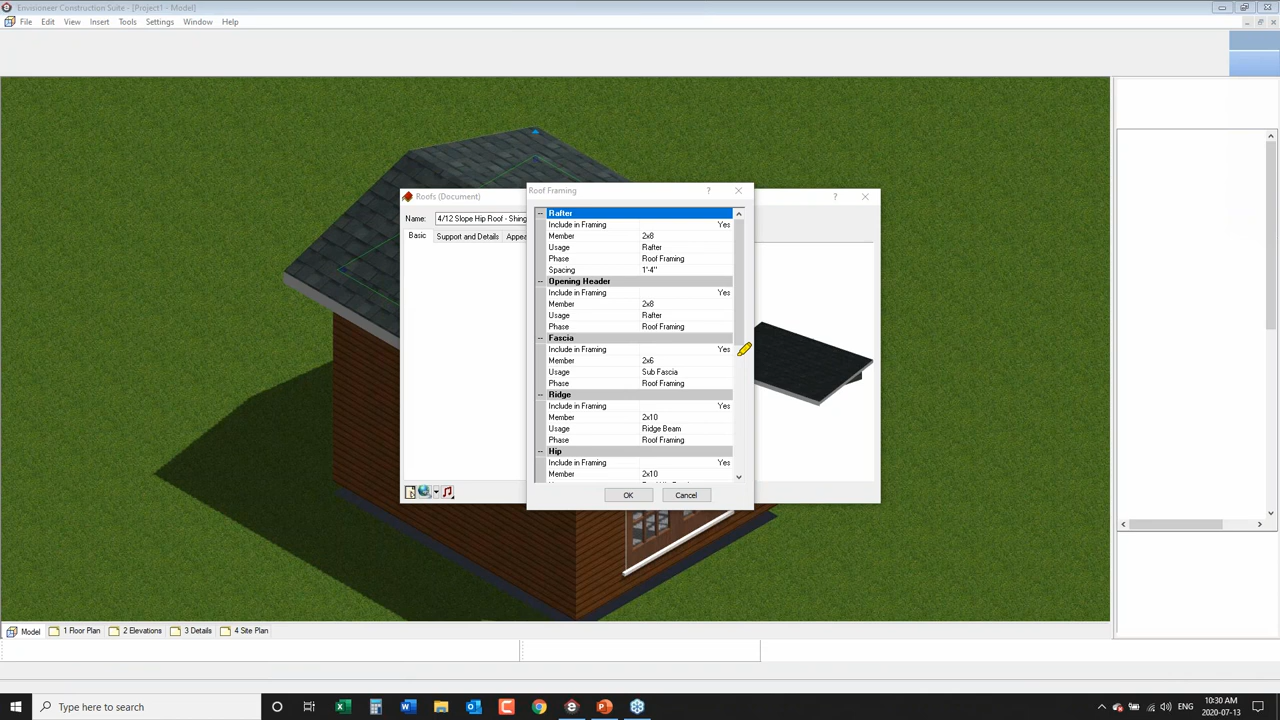 Envisioneer Construction Suite - [Project1 - Model]
File Edit View Insert Tools Settings Window Help
Roofs (Document)
Name: 4/12 Slope Hip Roof - Shing
Basic Support and Details Appe
Roof Framing
Rafter
Include in Framing Yes
Member 2x8
Usage Rafter
Phase Roof Framing
Spacing 1'-4"
Opening Header
Include in Framing Yes
Member 2x8
Usage Rafter
Phase Roof Framing
Fascia
Include in Framing Yes
Member 2x6
Usage Sub Fascia
Phase Roof Framing
Ridge
Include in Framing Yes
Member 2x10
Usage Ridge Beam
Phase Roof Framing
Hip
Include in Framing Yes
Member 2x10
OK Cancel
Model 1 Floor Plan 2 Elevations 3 Details 4 Site Plan
Type here to search
ENG
10:30 AM
2020-07-13